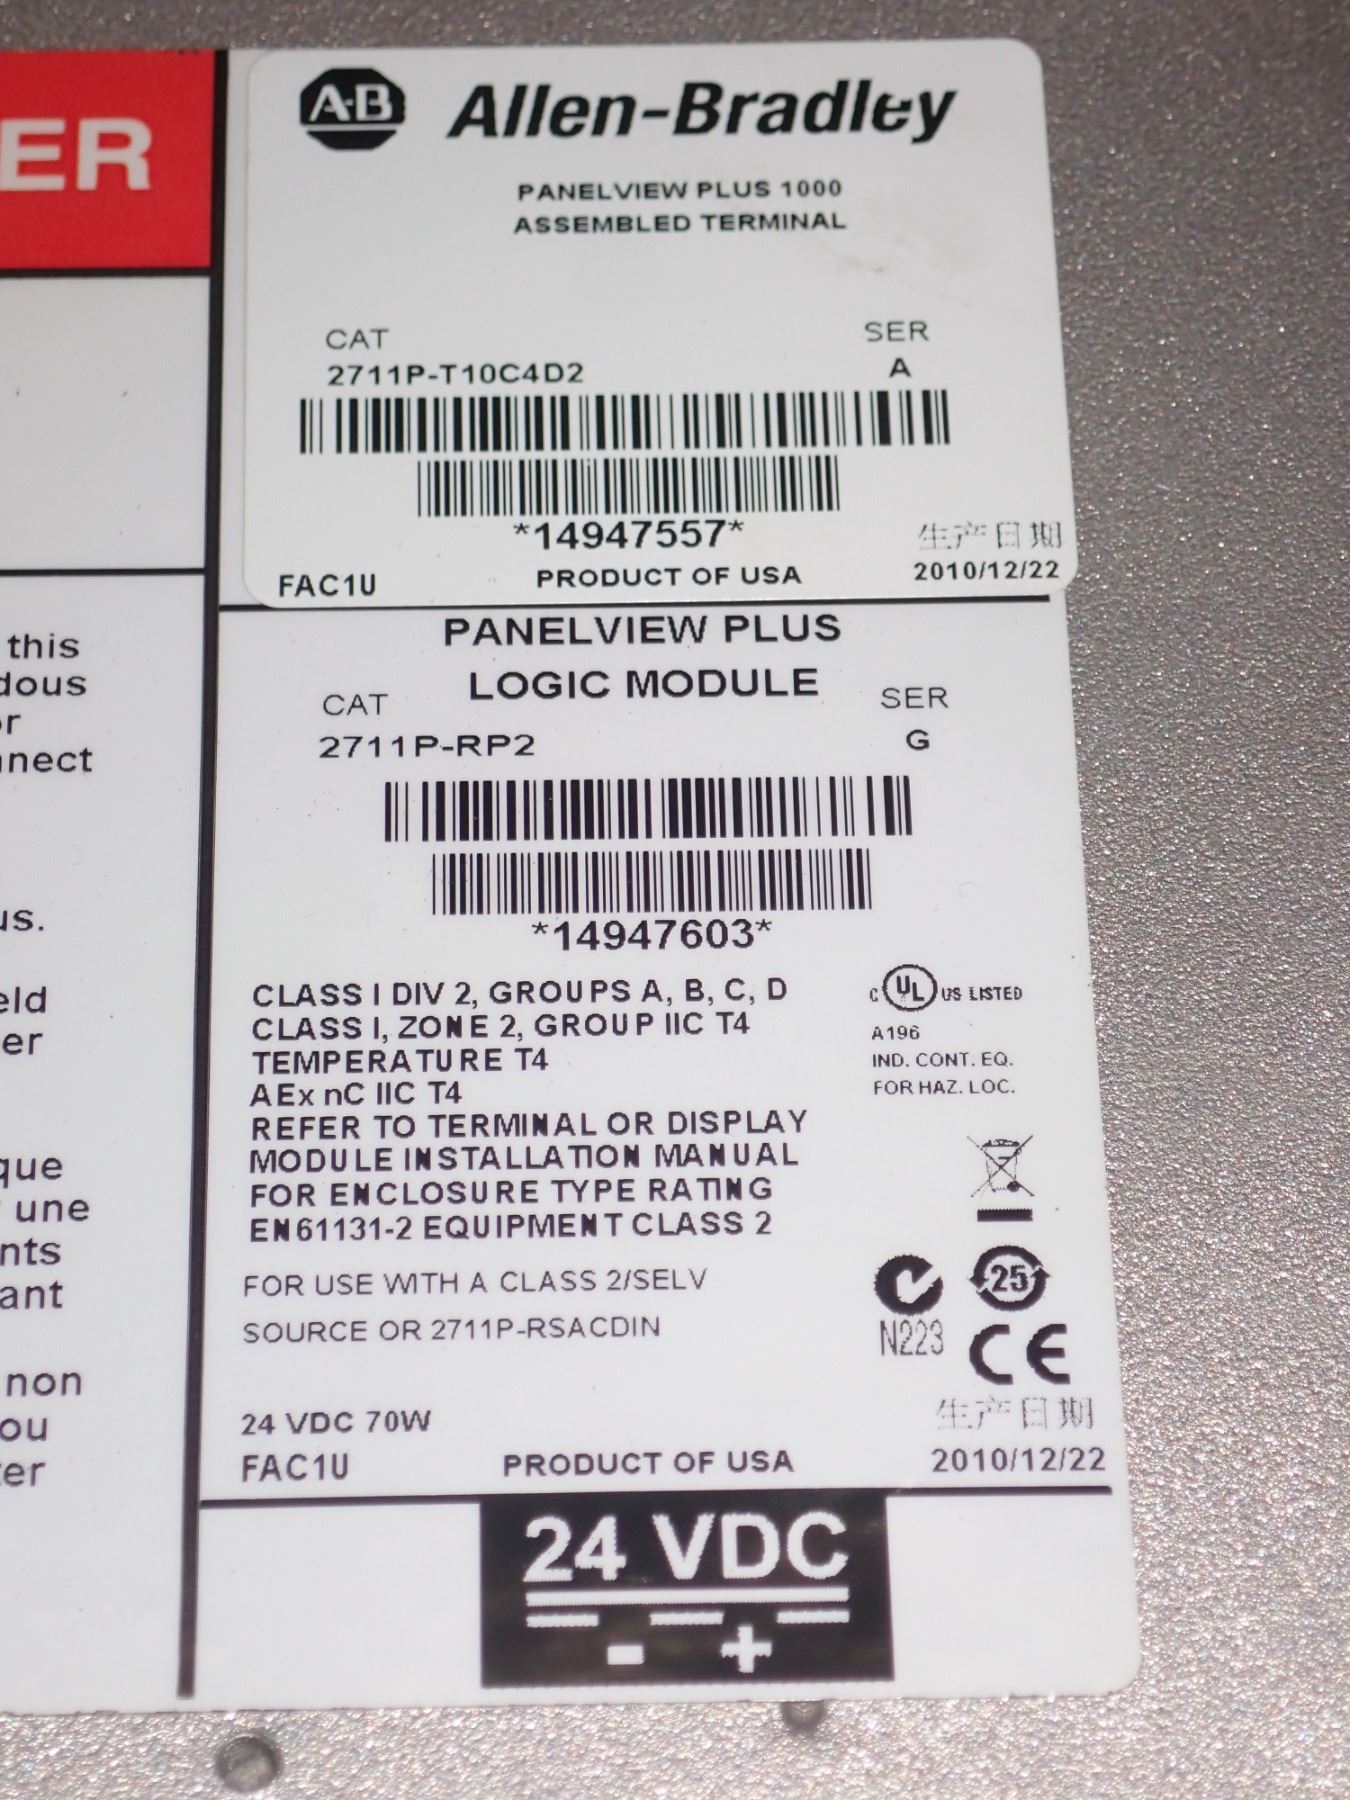 ER
this
dous
or
nnect
us.
eld
er
que
une
nts
ant
non
ou
er
A-B Allen-Bradley
PANELVIEW PLUS 1000
ASSEMBLED TERMINAL
CAT SER
2711P-T10C4D2 A
*14947557*
生产日期
FAC1U PRODUCT OF USA 2010/12/22
PANELVIEW PLUS
LOGIC MODULE
CAT SER
2711P-RP2 G
*14947603*
CLASS I DIV 2, GROUPS A, B, C, D
CLASS I, ZONE 2, GROUP IIC T4
TEMPERATURE T4
AEx nC IIC T4
REFER TO TERMINAL OR DISPLAY
MODULE INSTALLATION MANUAL
FOR ENCLOSURE TYPE RATING
EN61131-2 EQUIPMENT CLASS 2
C UL US LISTED
A196
IND. CONT. EQ.
FOR HAZ. LOC.
FOR USE WITH A CLASS 2/SELV
SOURCE OR 2711P-RSACDIN
25
N223
CE
24 VDC 70W
生产日期
FAC1U PRODUCT OF USA 2010/12/22
24 VDC
- +